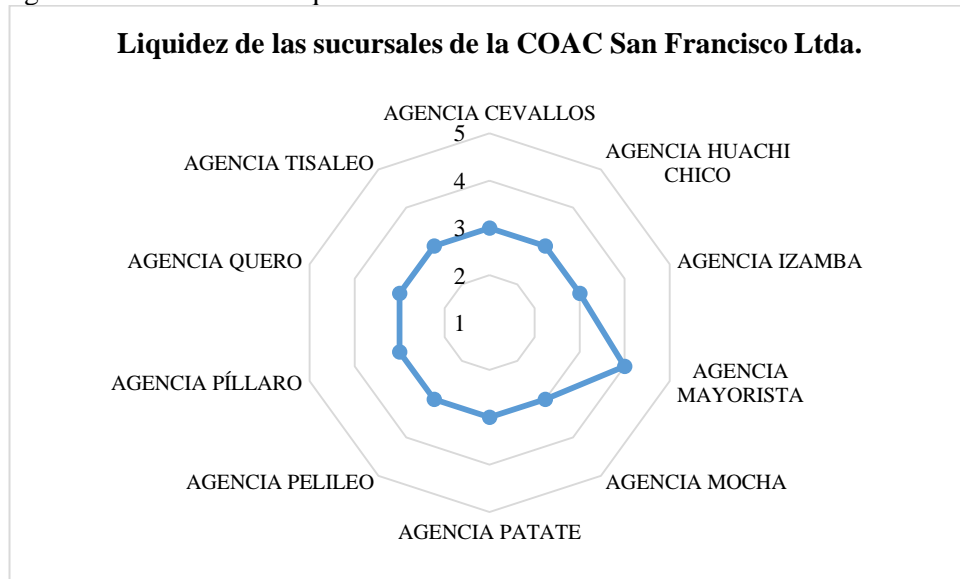 Liquidez de las sucursales de la COAC San Francisco Ltda.
AGENCIA CEVALLOS
5
AGENCIA HUACHI
CHICO
AGENCIA TISALEO
4
3
AGENCIA QUERO
AGENCIA IZAMBA
2
1
AGENCIA PÍLLARO
AGENCIA
MAYORISTA
AGENCIA PELILEO
AGENCIA MOCHA
AGENCIA PATATE